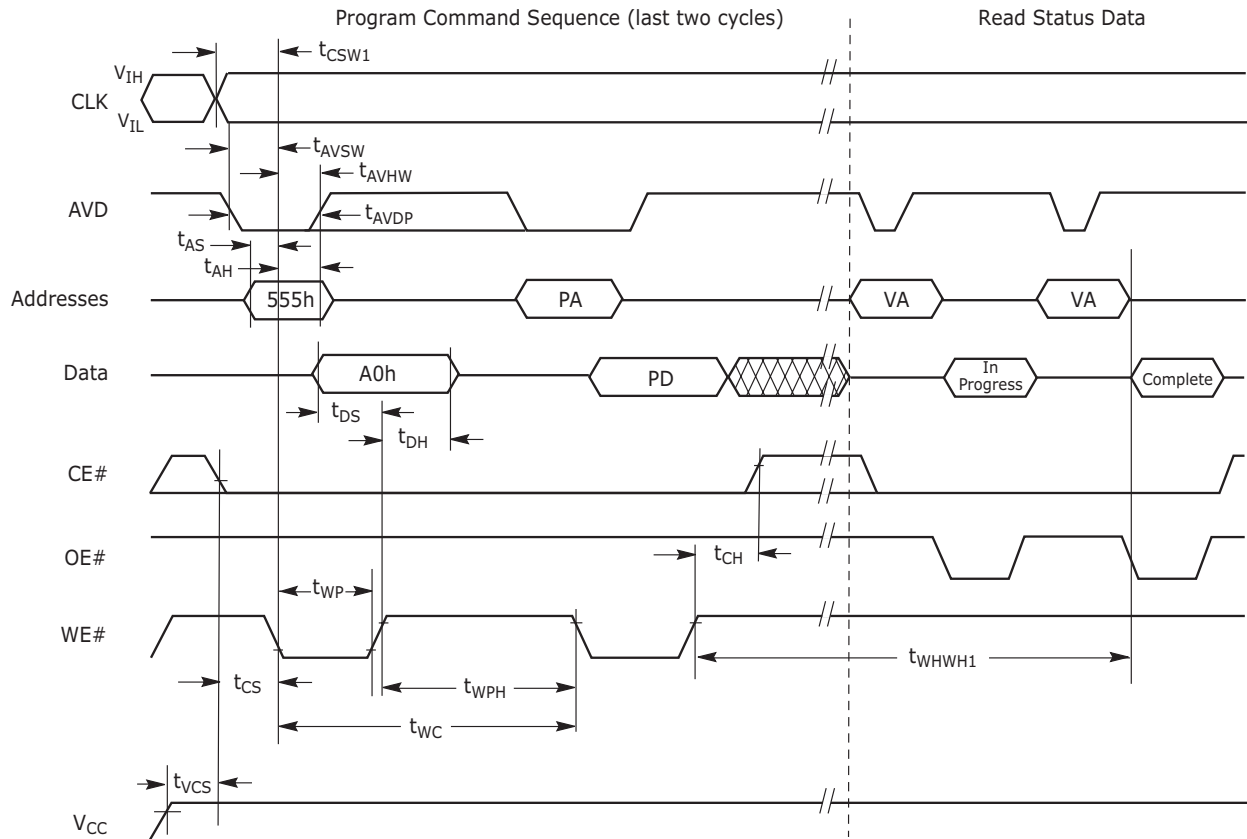 Program Command Sequence (last two cycles)
Read Status Data
tCSW1
VIH
CLK
VIL
tAVSW
tAVHW
AVD
tAVDP
tAS
tAH
Addresses
555h
PA
VA
VA
Data
A0h
PD
In
Progress
Complete
tDS
tDH
CE#
OE#
tCH
tWP
WE#
tWHWH1
tCS
tWPH
tWC
tVCS
VCC